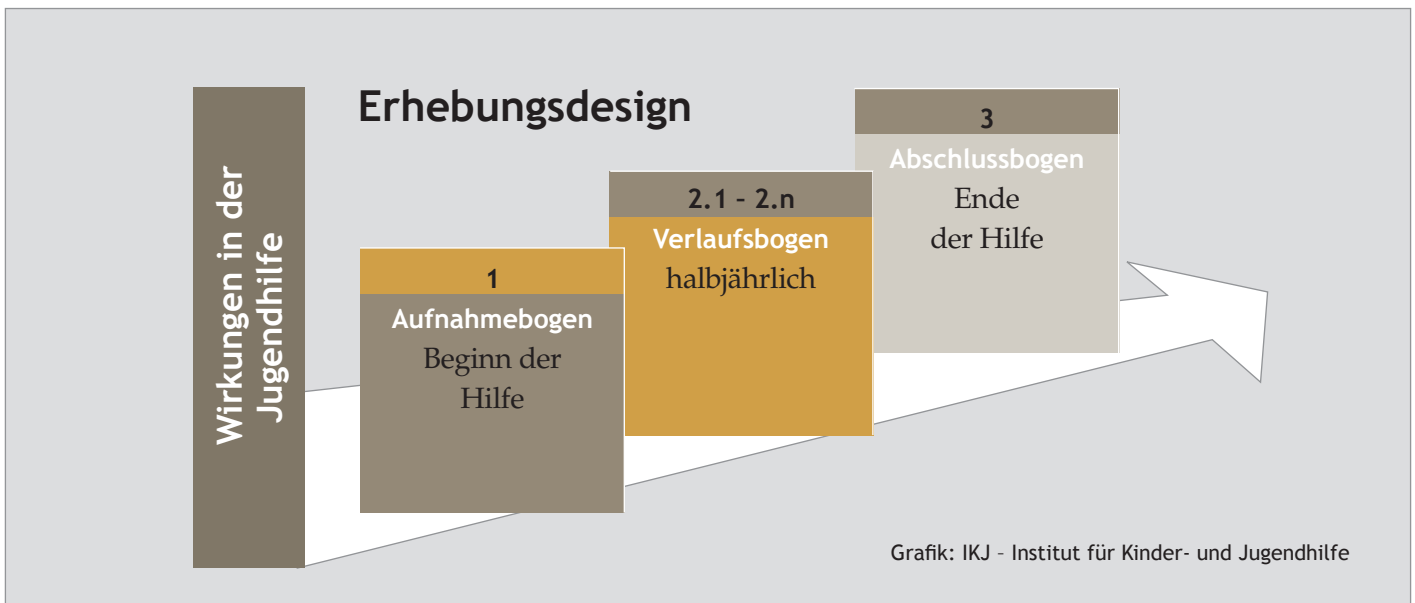 Erhebungsdesign
Wirkungen in der
Jugendhilfe
1
Aufnahmebogen
Beginn der
Hilfe
2.1 – 2.n
Verlaufsbogen
halbjährlich
3
Abschlussbogen
Ende
der Hilfe
Grafik: IKJ – Institut für Kinder- und Jugendhilfe